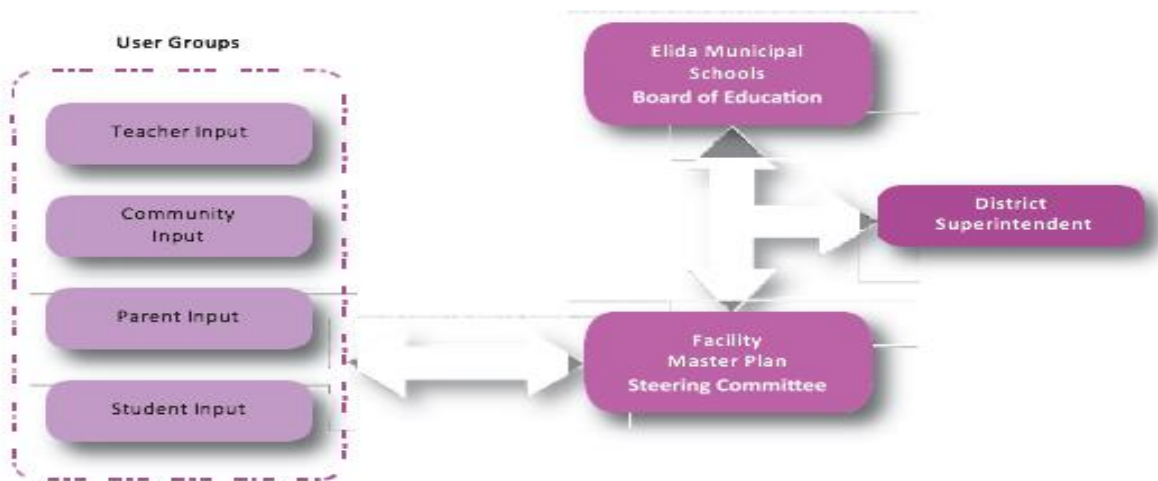 User Groups
Teacher Input
Community
Input
Parent Input
Student Input
Elida Municipal
Schools
Board of Education
District
Superintendent
Facility
Master Plan
Steering Committee